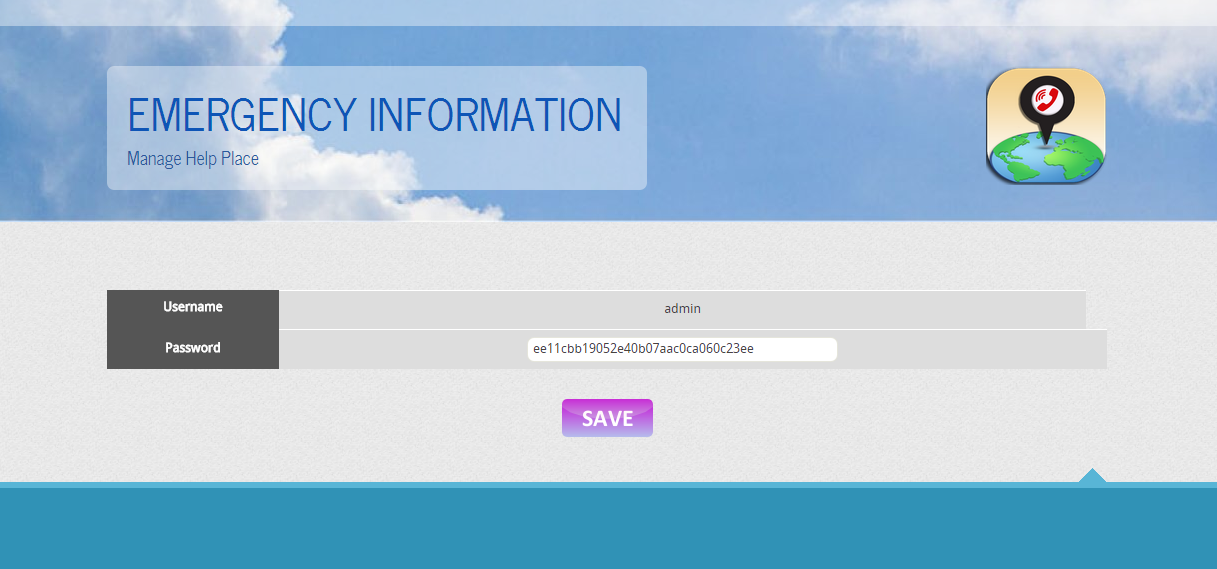 EMERGENCY INFORMATION
Manage Help Place
Username admin
Password ee11cbb19052e40b07aac0ca060c23ee
SAVE